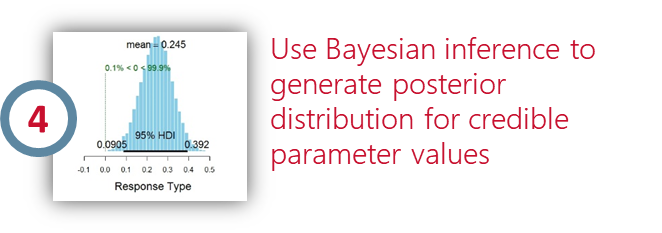 4
mean = 0.245
0.1% < 0 < 99.9%
95% HDI
0.0905 0.392
-0.1 0.0 0.1 0.2 0.3 0.4 0.5
Response Type
Use Bayesian inference to
generate posterior
distribution for credible
parameter values